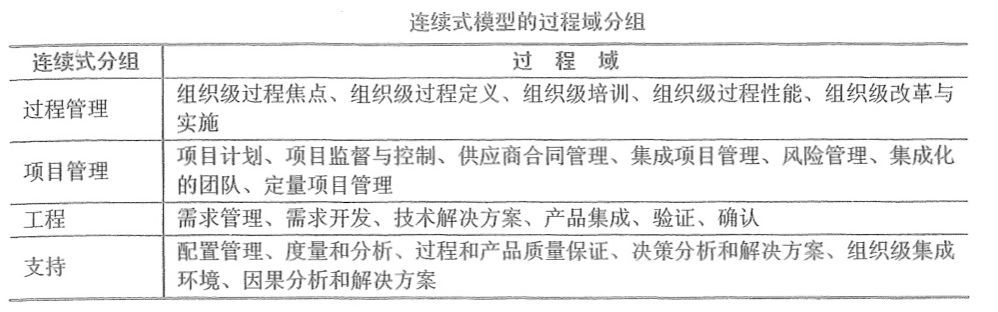 连续式模型的过程域分组
连续式分组 过 程 域
过程管理 组织级过程焦点、组织级过程定义、组织级培训、组织级过程性能、组织级改革与
实施
项目管理 项目计划、项目监督与控制、供应商合同管理、集成项目管理、风险管理、集成化
的团队、定量项目管理
工程 需求管理、需求开发、技术解决方案、产品集成、验证、确认
支持 配置管理、度量和分析、过程和产品质量保证、决策分析和解决方案、组织级集成
环境、因果分析和解决方案